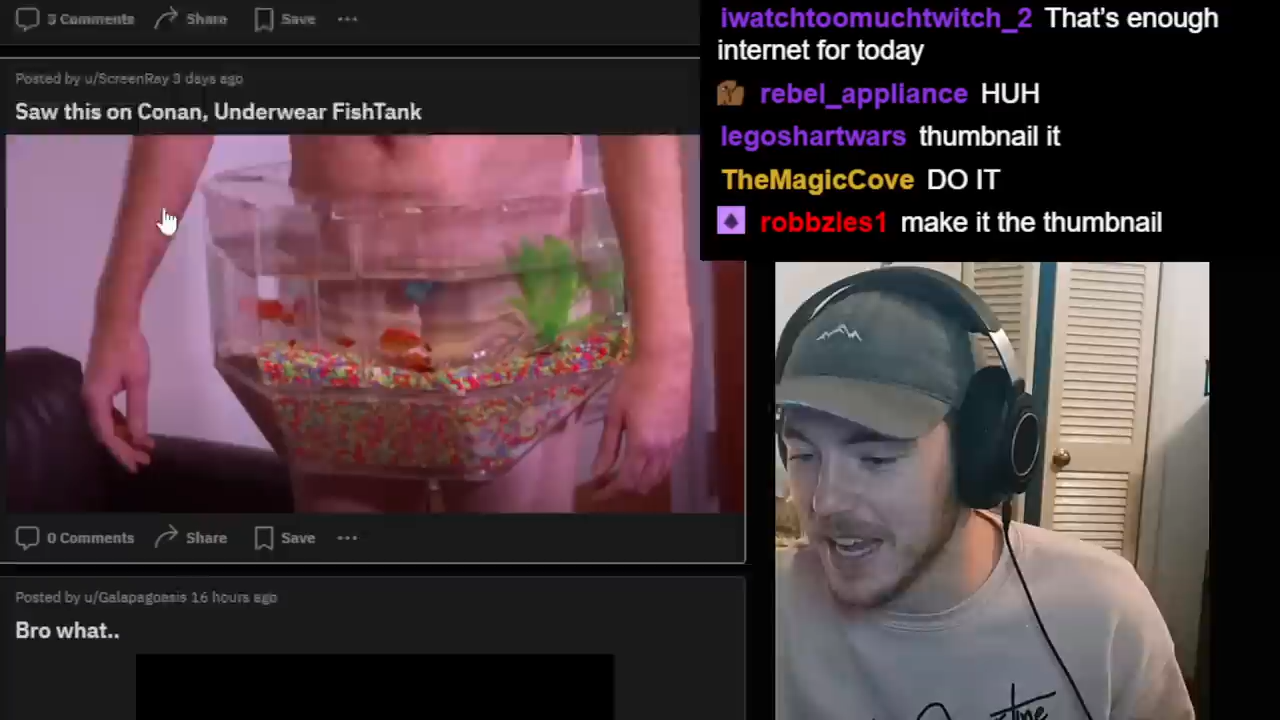 3 Comments Share Save
Posted by u/ScreenRay 3 days ago
Saw this on Conan, Underwear FishTank
0 Comments Share Save
Posted by u/Galapagoasis 16 hours ago
Bro what..
iwatchtoomuchtwitch_2 That's enough
internet for today
rebel_appliance HUH
legoshartwars thumbnail it
TheMagicCove DO IT
robbzles1 make it the thumbnail